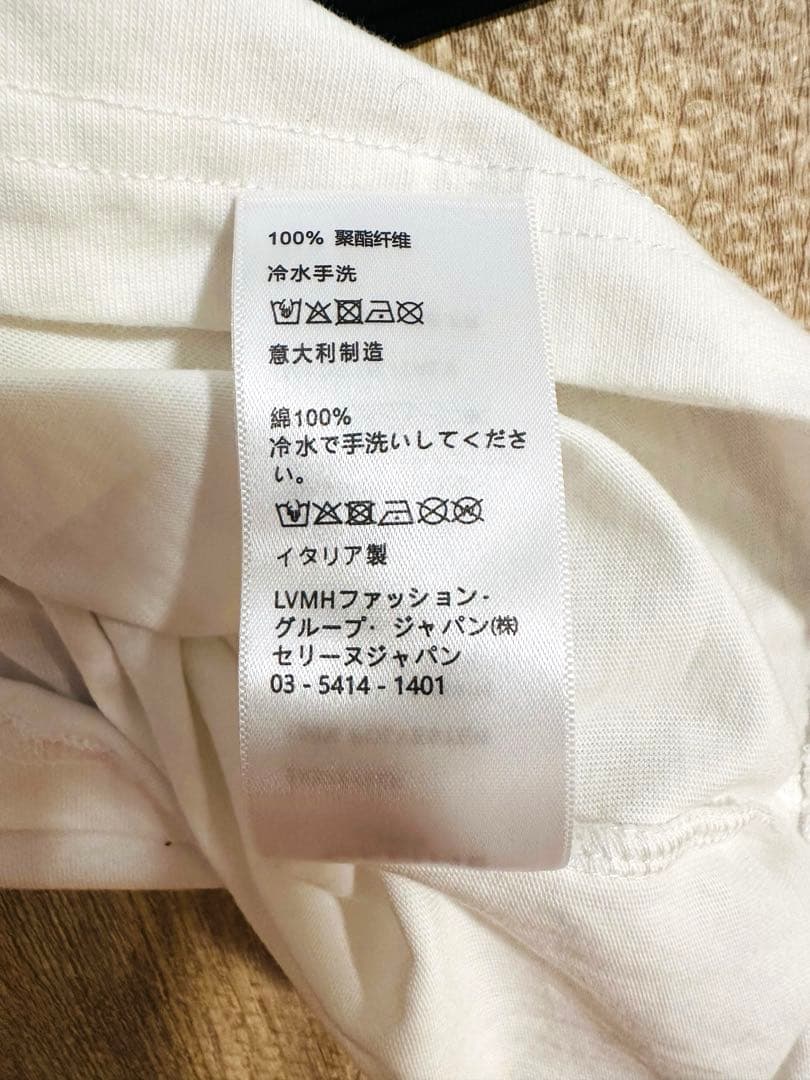 100% 聚酯纤维
冷水手洗
意大利制造
綿100%
冷水で手洗いしてくださ
い。
イタリア製
LVMHファッション·
グループ· ジャパン(株)
セリーヌジャパン
03 - 5414 - 1401